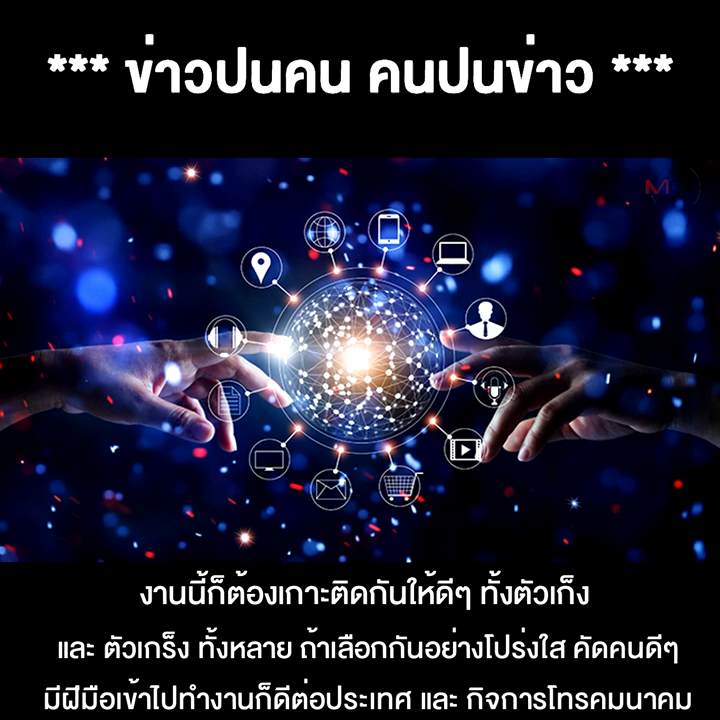 *** ข่าวปนคน คนปนข่าว ***
M
งานนี้ก็ต้องเกาะติดกันให้ดีๆ ทั้งตัวเก็ง
และ ตัวเกร็ง ทั้งหลาย ถ้าเลือกกันอย่างโปร่งใส คัดคนดีๆ
มีฝีมือเข้าไปทำงานก็ดีต่อประเทศ และ กิจการโทรคมนาคม